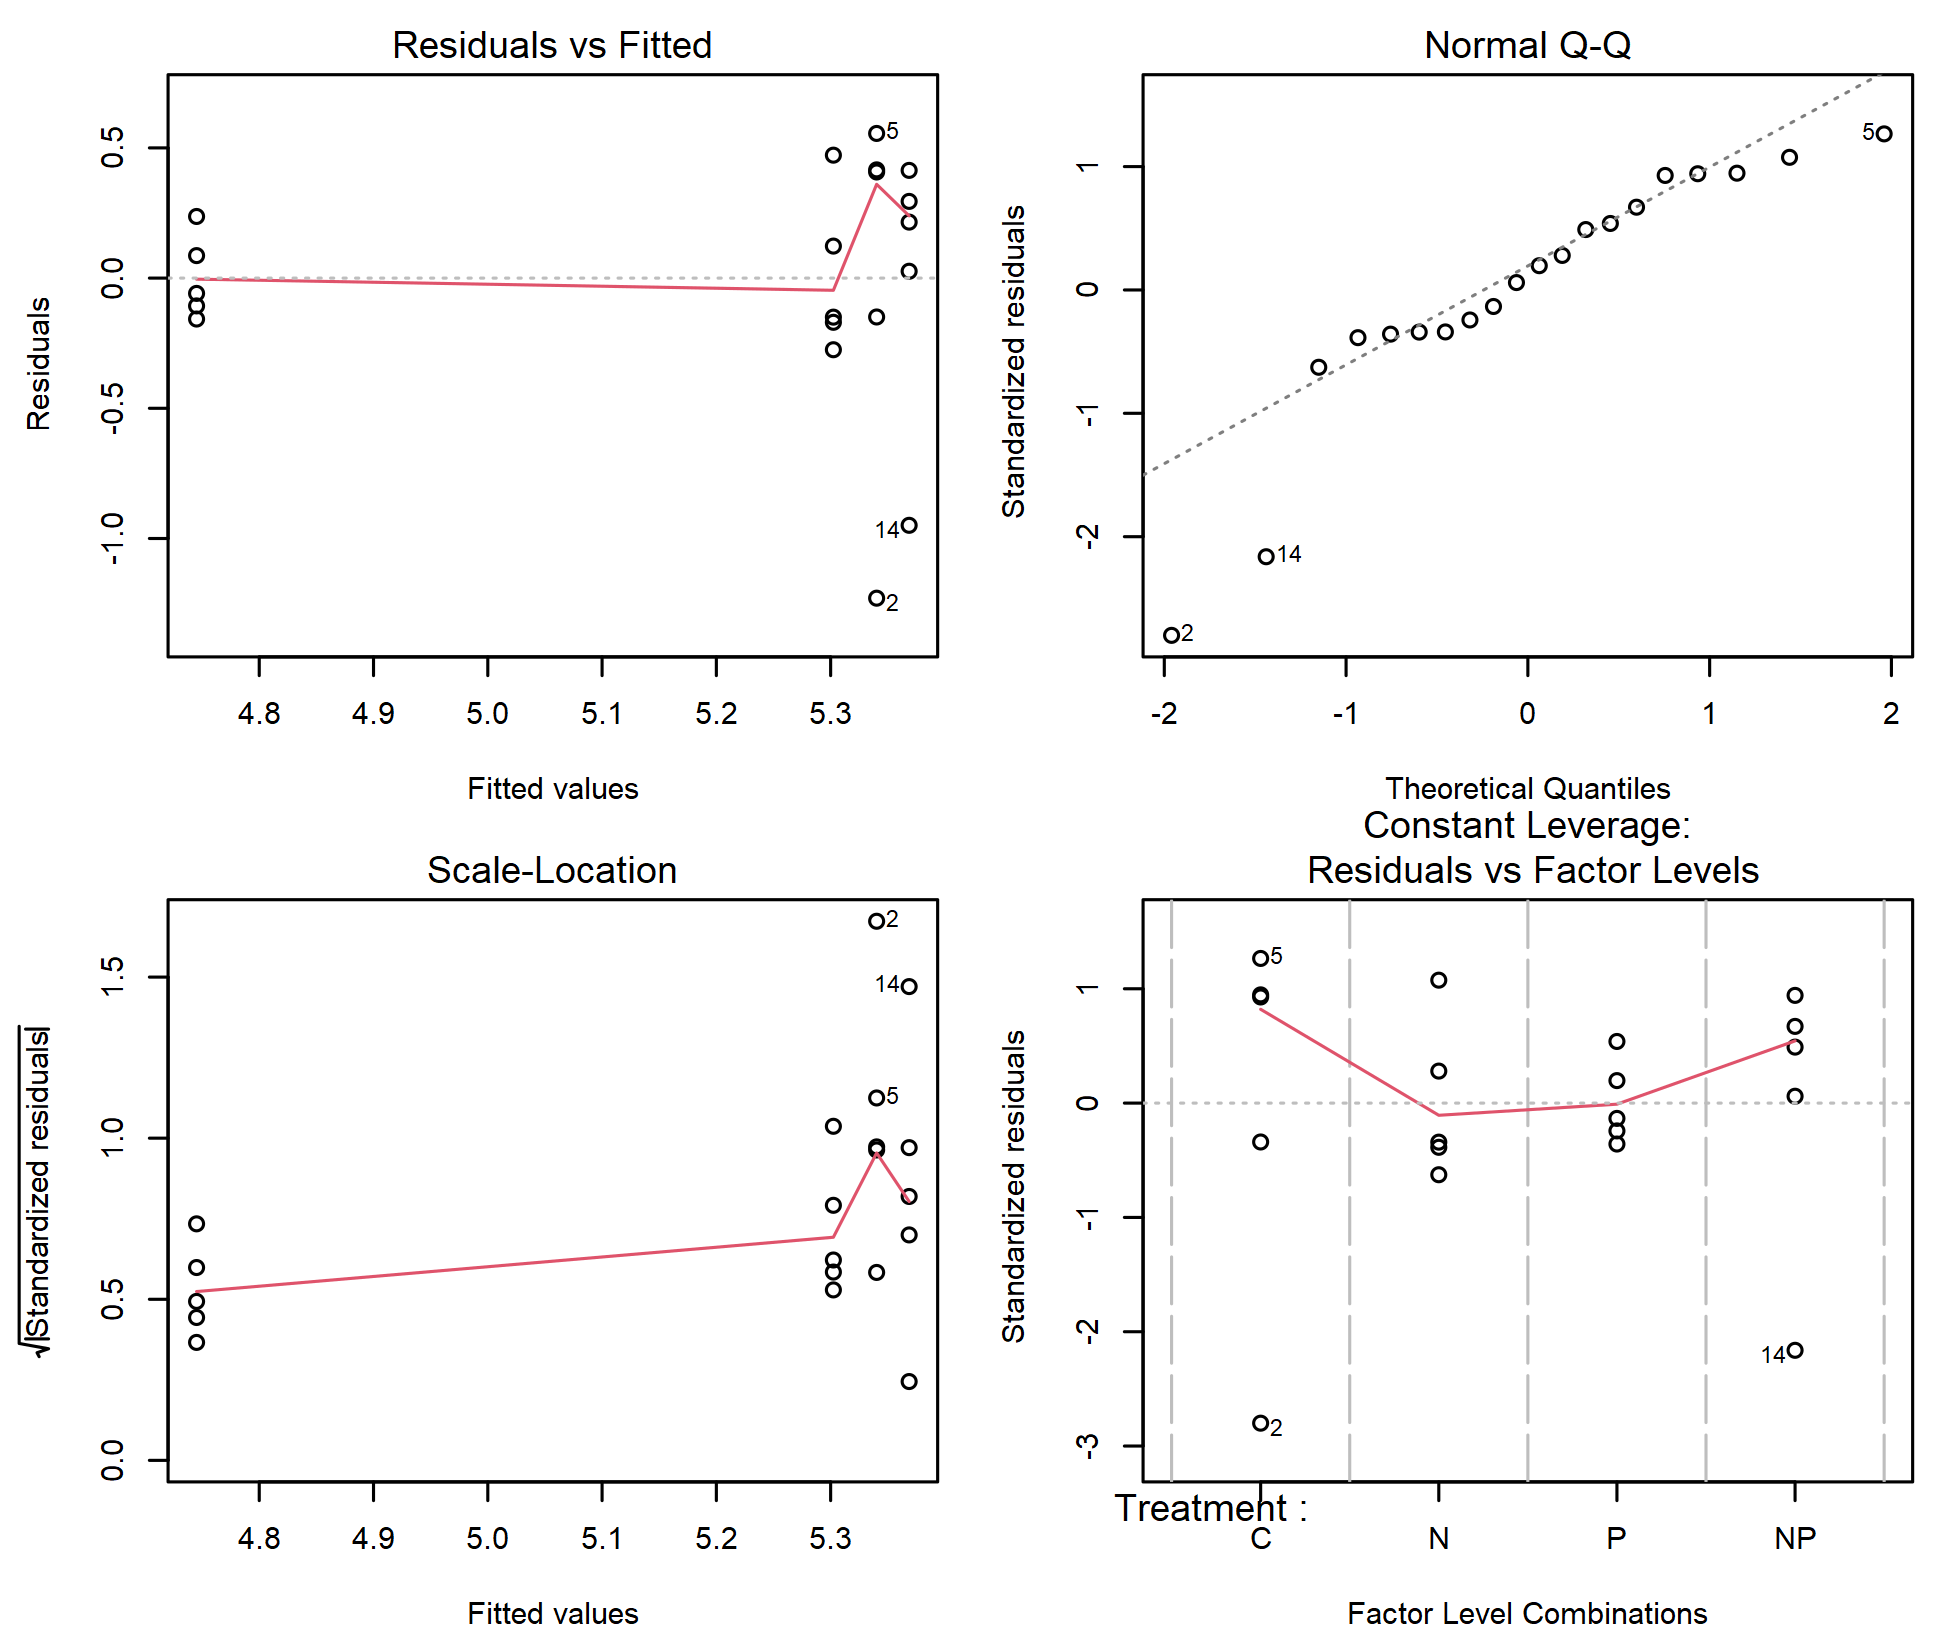 Residuals vs Fitted
Residuals
0.5
0.0
-0.5
-1.0
5
14
2
4.8 4.9 5.0 5.1 5.2 5.3
Fitted values
Normal Q-Q
Standardized residuals
1
0
-1
-2
5
14
2
-2 -1 0 1 2
Theoretical Quantiles
Scale-Location
√|Standardized residuals|
1.5
1.0
0.5
0.0
2
14
5
4.8 4.9 5.0 5.1 5.2 5.3
Fitted values
Constant Leverage:
Residuals vs Factor Levels
Standardized residuals
1
0
-1
-2
-3
5
14
2
Treatment :
C N P NP
Factor Level Combinations